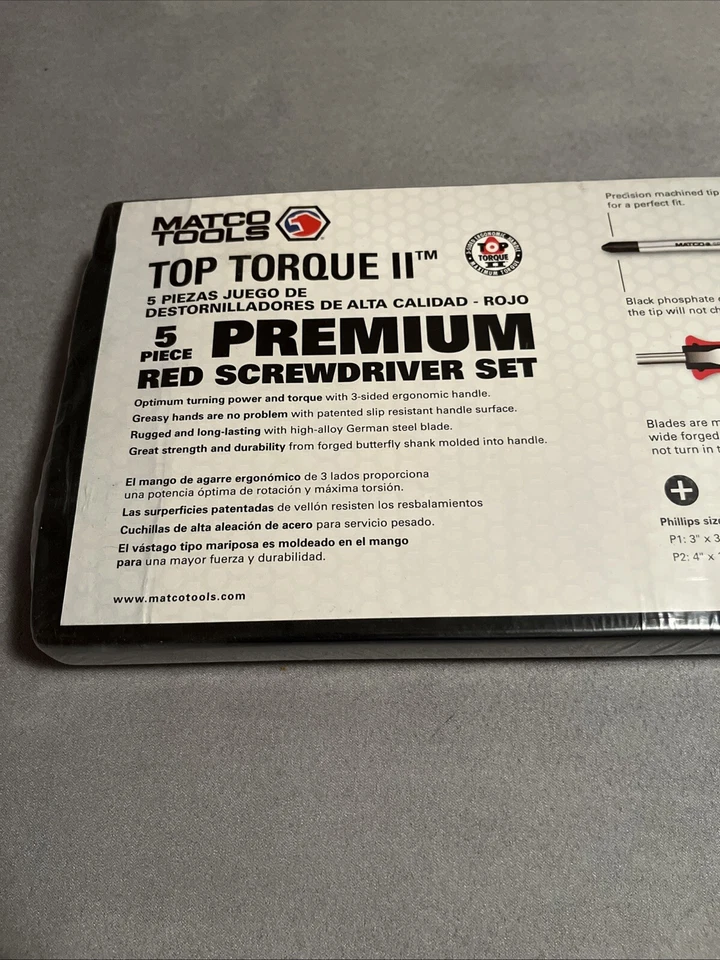 MATCO
TOOLS
TOP TORQUE II™
TOP
TORQUE
II
MAXIMUM TORQUE
5 PIEZAS JUEGO DE
DESTORNILLADORES DE ALTA CALIDAD - ROJO
5 PIECE PREMIUM
RED SCREWDRIVER SET
Optimum turning power and torque with 3-sided ergonomic handle.
Greasy hands are no problem with patented slip resistant handle surface.
Rugged and long-lasting with high-alloy German steel blade.
Great strength and durability from forged butterfly shank molded into handle.
El mango de agarre ergonómico de 3 lados proporciona
una potencia óptima de rotación y máxima torsión.
Las surperficies patentadas de vellón resisten los resbalamientos
Cuchillas de alta aleación de acero para servicio pesado.
El vástago tipo mariposa es moldeado en el mango
para una mayor fuerza y durabilidad.
www.matcotools.com
Precision machined tip
for a perfect fit.
MATCO
Black phosphate
the tip will not
Blades are
wide forged
not turn in
Phillips
P1: 3" x
P2: 4" x